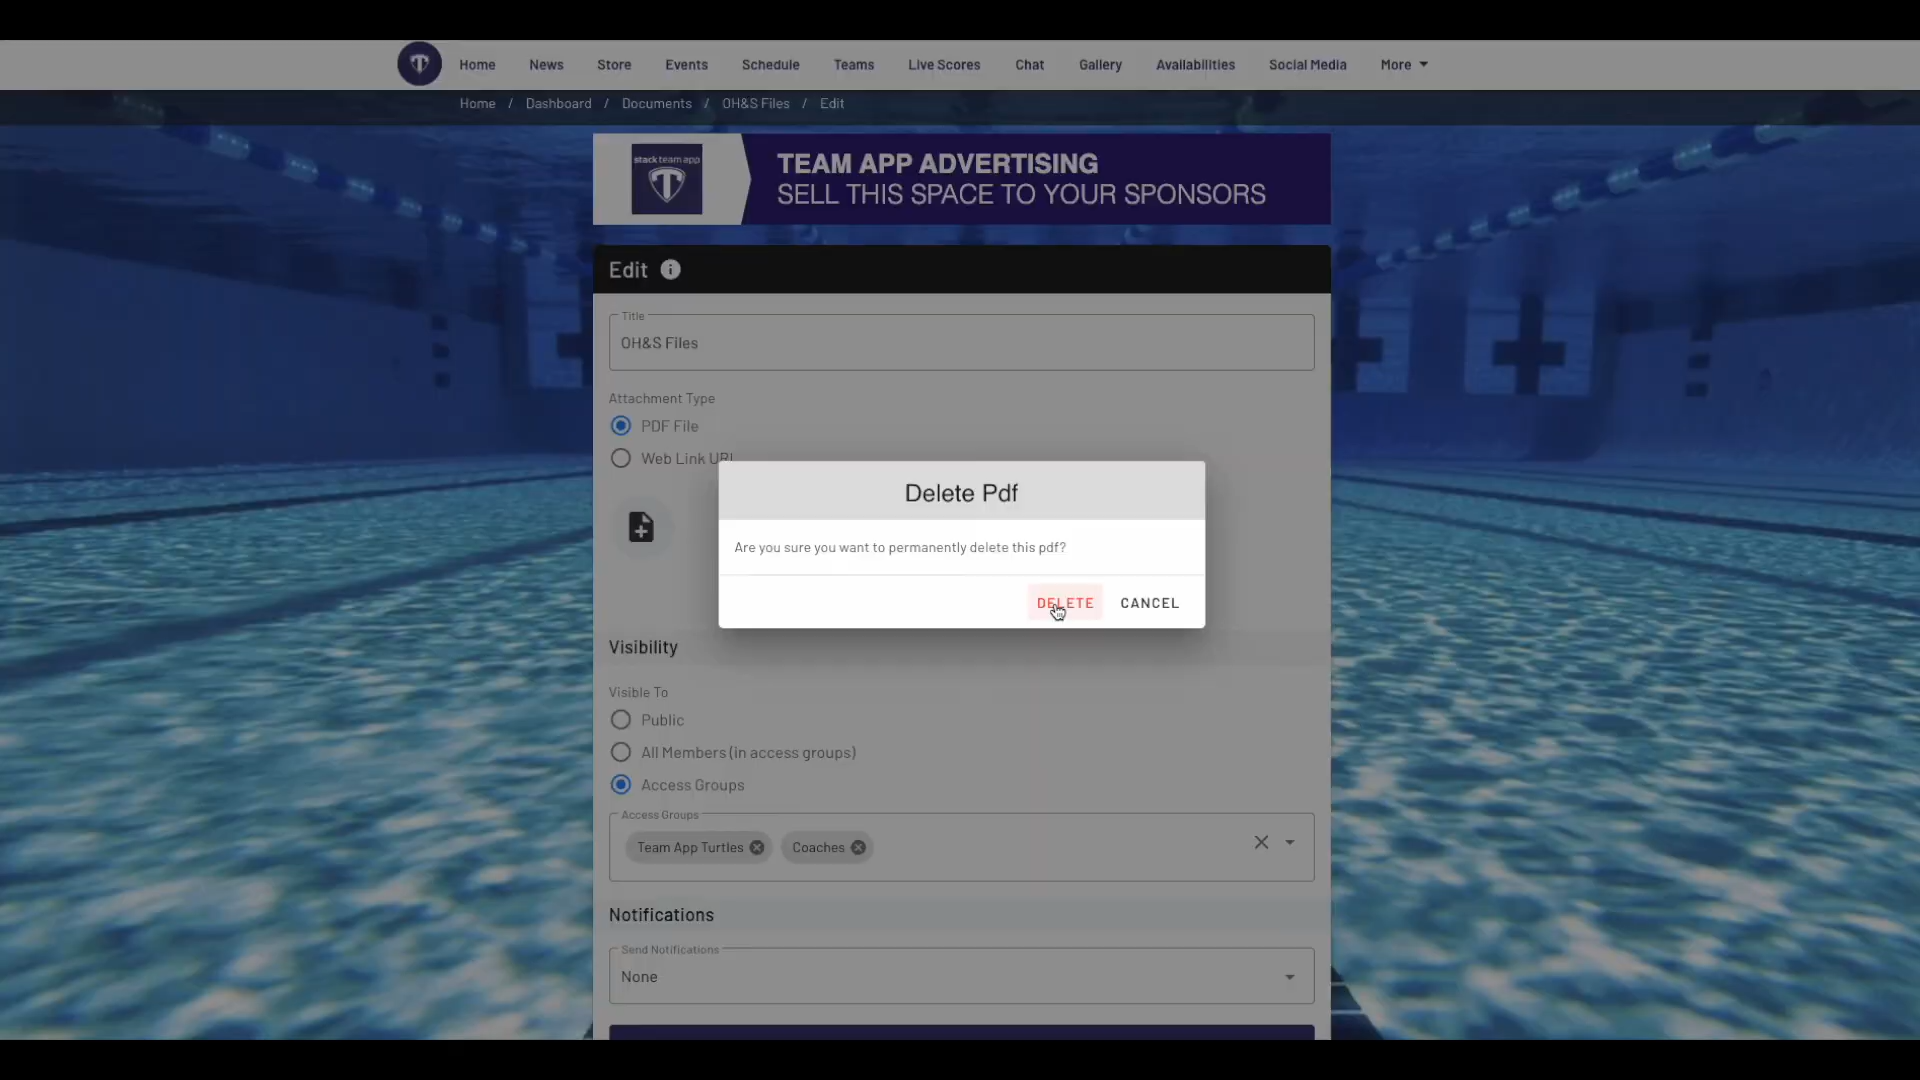 Home News Store Events Schedule Teams Live Scores Chat Gallery Availabilities Social Media More
Home / Dashboard / Documents / OH&S Files / Edit
stack team app
TEAM APP ADVERTISING
SELL THIS SPACE TO YOUR SPONSORS
Edit
Title
OH&S Files
Attachment Type
PDF File
Web Link URL
Delete Pdf
Are you sure you want to permanently delete this pdf?
DELETE CANCEL
Visibility
Visible To
Public
All Members (in access groups)
Access Groups
Access Groups
Team App Turtles Coaches
Notifications
Send Notifications
None